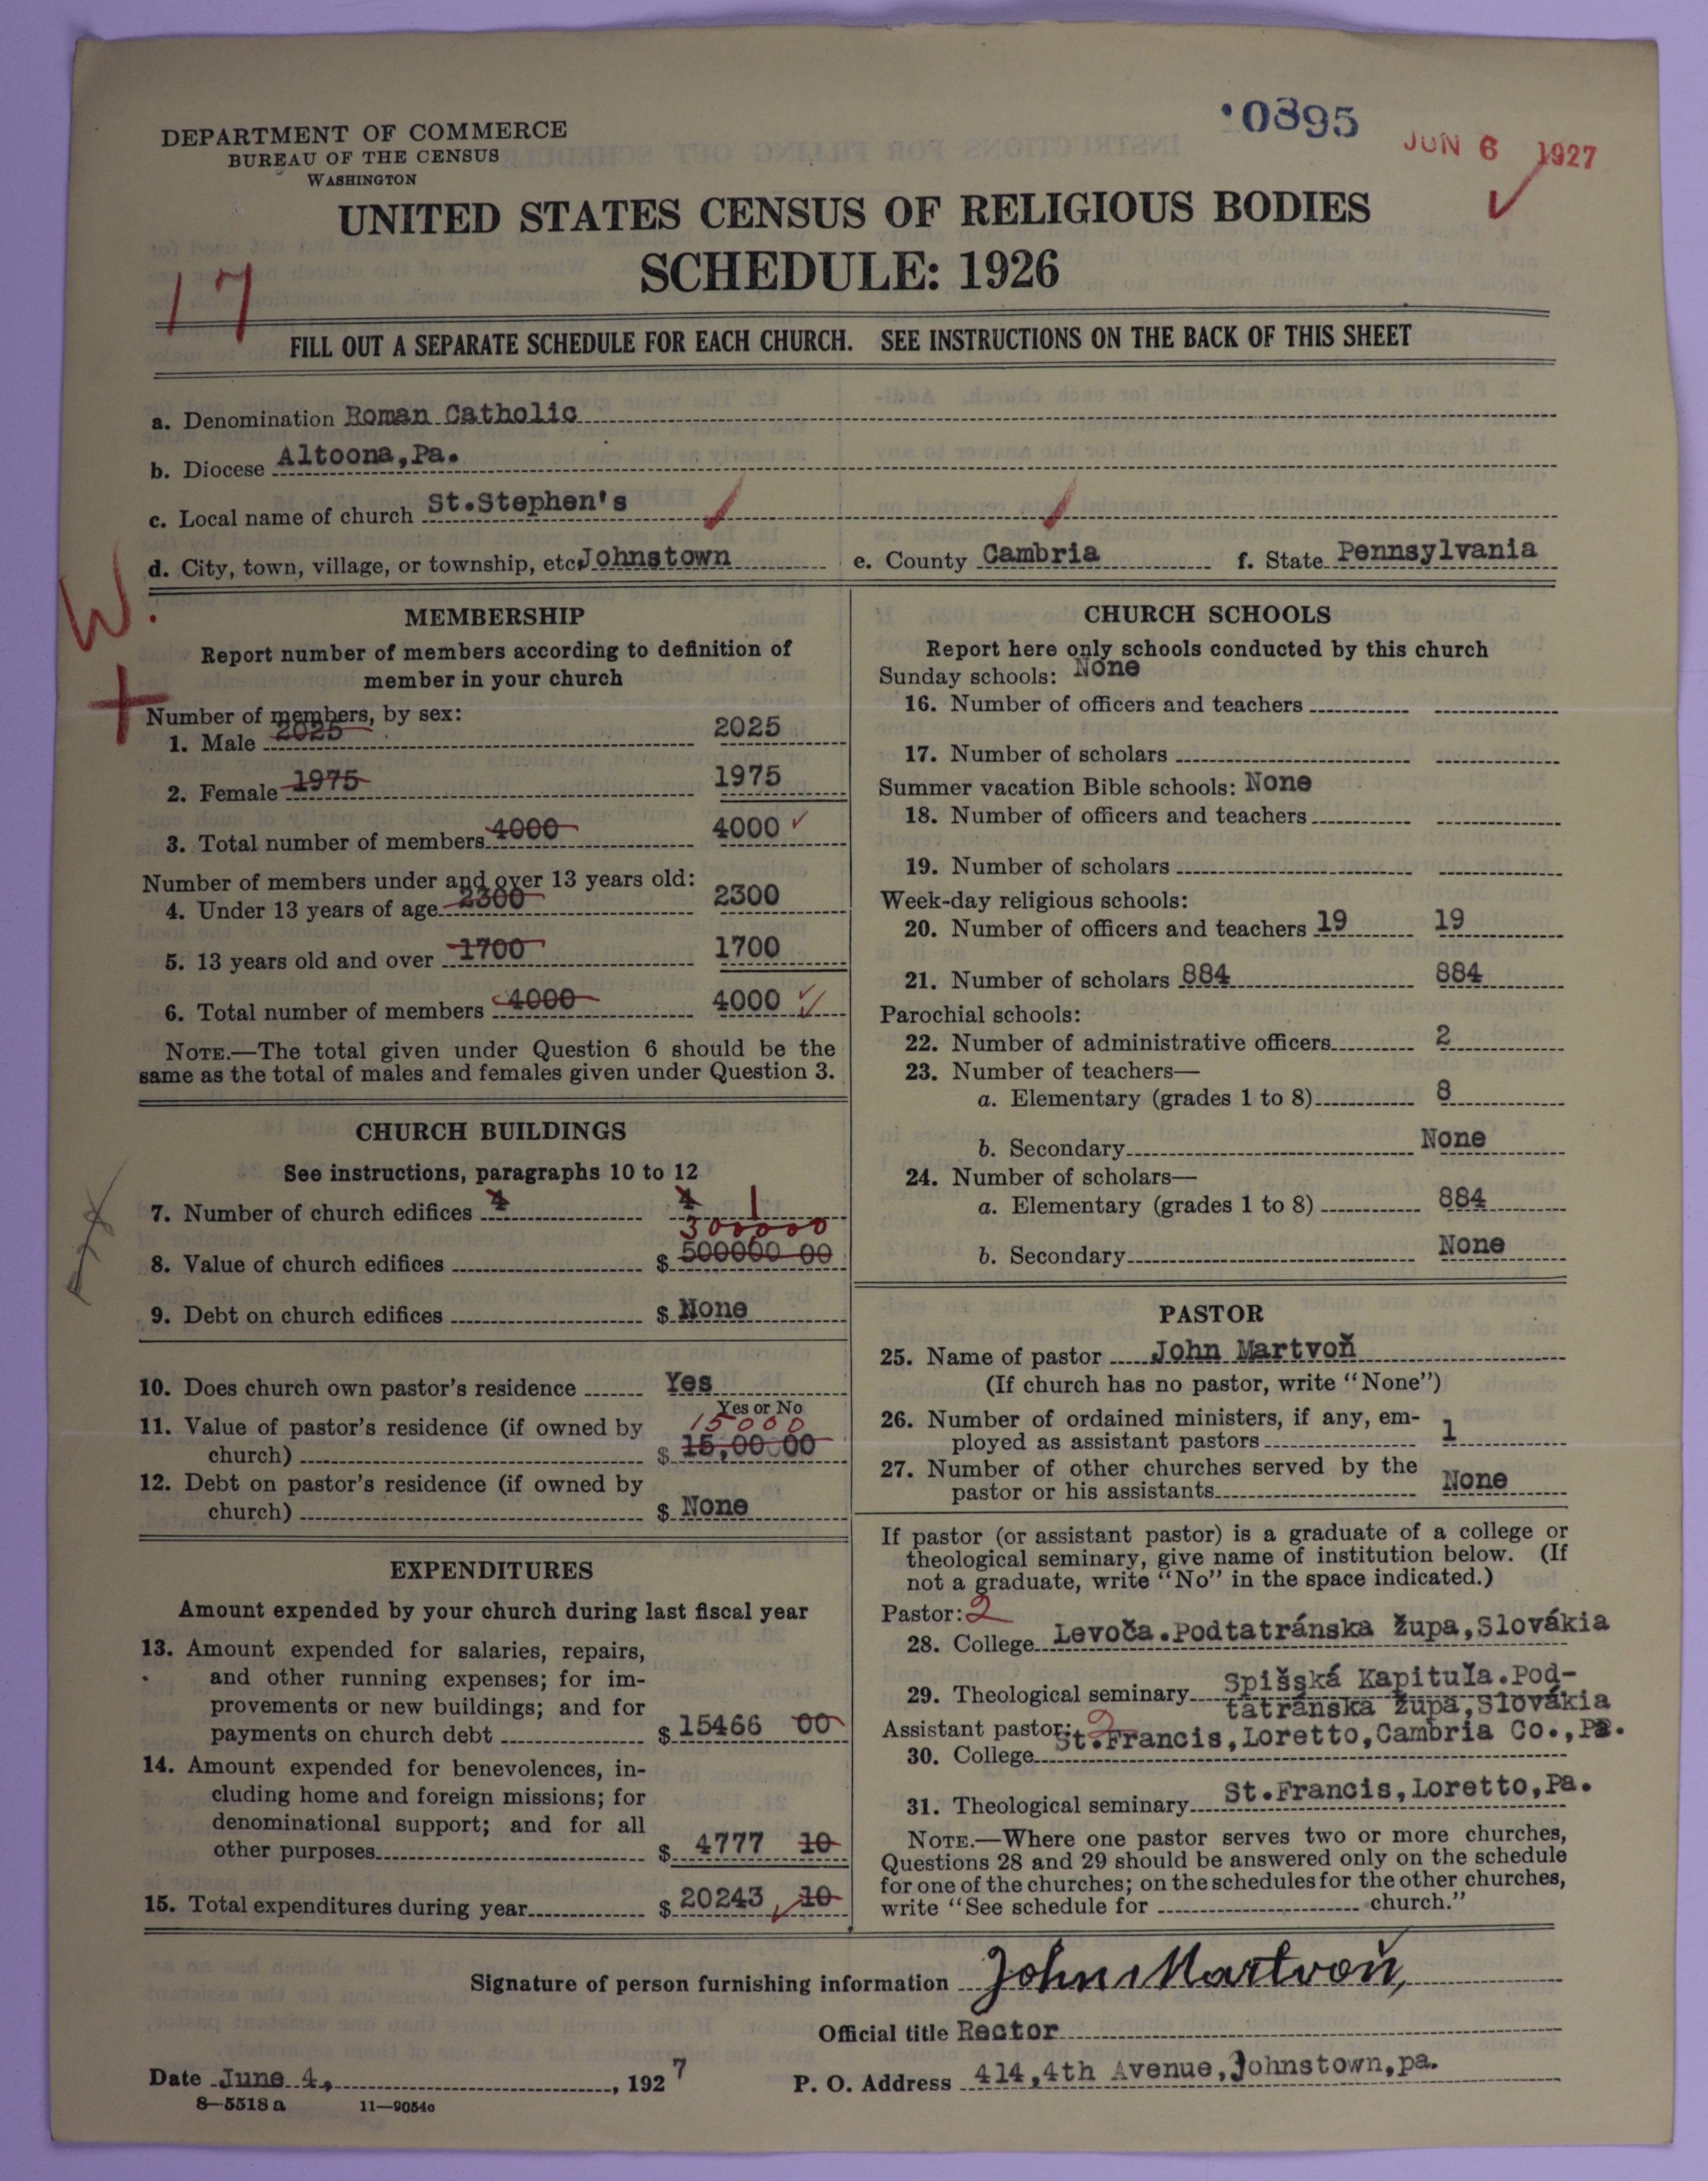 DEPARTMENT OF COMMERCE
BUREAU OF THE CENSUS
WASHINGTON
0895
JUN 6 1927
UNITED STATES CENSUS OF RELIGIOUS BODIES
SCHEDULE: 1926
17
FILL OUT A SEPARATE SCHEDULE FOR EACH CHURCH. SEE INSTRUCTIONS ON THE BACK OF THIS SHEET
a. Denomination Roman Catholic
b. Diocese Altoona,Pa.
c. Local name of church St.Stephen's
d. City, town, village, or township, etc. Johnstown e. County Cambria f. State Pennsylvania
W.
MEMBERSHIP
Report number of members according to definition of
member in your church
Number of members, by sex:
1. Male 2025 2025
2. Female 1975 1975
3. Total number of members 4000 4000
Number of members under and over 13 years old:
4. Under 13 years of age 2300 2300
5. 13 years old and over 1700 1700
6. Total number of members 4000 4000
NOTE.—The total given under Question 6 should be the
same as the total of males and females given under Question 3.
CHURCH BUILDINGS
See instructions, paragraphs 10 to 12
7. Number of church edifices 4 4 1
300000
8. Value of church edifices $ 500000 00
9. Debt on church edifices $ None
10. Does church own pastor's residence Yes
Yes or No
15000
11. Value of pastor's residence (if owned by
church) $ 15,00 00
12. Debt on pastor's residence (if owned by
church) $ None
EXPENDITURES
Amount expended by your church during last fiscal year
13. Amount expended for salaries, repairs,
and other running expenses; for im-
provements or new buildings; and for
payments on church debt $ 15466 00
14. Amount expended for benevolences, in-
cluding home and foreign missions; for
denominational support; and for all
other purposes $ 4777 10
15. Total expenditures during year $ 20243 10
CHURCH SCHOOLS
Report here only schools conducted by this church
Sunday schools: None
16. Number of officers and teachers
17. Number of scholars
Summer vacation Bible schools: None
18. Number of officers and teachers
19. Number of scholars
Week-day religious schools:
20. Number of officers and teachers 19 19
21. Number of scholars 884 884
Parochial schools:
22. Number of administrative officers 2
23. Number of teachers—
a. Elementary (grades 1 to 8) 8
b. Secondary None
24. Number of scholars—
a. Elementary (grades 1 to 8) 884
b. Secondary None
PASTOR
25. Name of pastor John Martvoň
(If church has no pastor, write "None")
26. Number of ordained ministers, if any, em-
ployed as assistant pastors 1
27. Number of other churches served by the
pastor or his assistants None
If pastor (or assistant pastor) is a graduate of a college or
theological seminary, give name of institution below. (If
not a graduate, write "No" in the space indicated.)
Pastor: 2
28. College Levoča.Podtatránska župa,Slovákia
29. Theological seminary Spišská Kapituľa.Pod-
tatránska župa,Slovákia
Assistant pastor: 2
30. College St.Francis,Loretto,Cambria Co.,Pa.
31. Theological seminary St.Francis,Loretto,Pa.
NOTE.—Where one pastor serves two or more churches,
Questions 28 and 29 should be answered only on the schedule
for one of the churches; on the schedules for the other churches,
write "See schedule for church."
Signature of person furnishing information John Martvoň,
Official title Rector
Date June 4, , 1927
P. O. Address 414,4th Avenue,Johnstown,pa.
8—5518 a 11—9054c